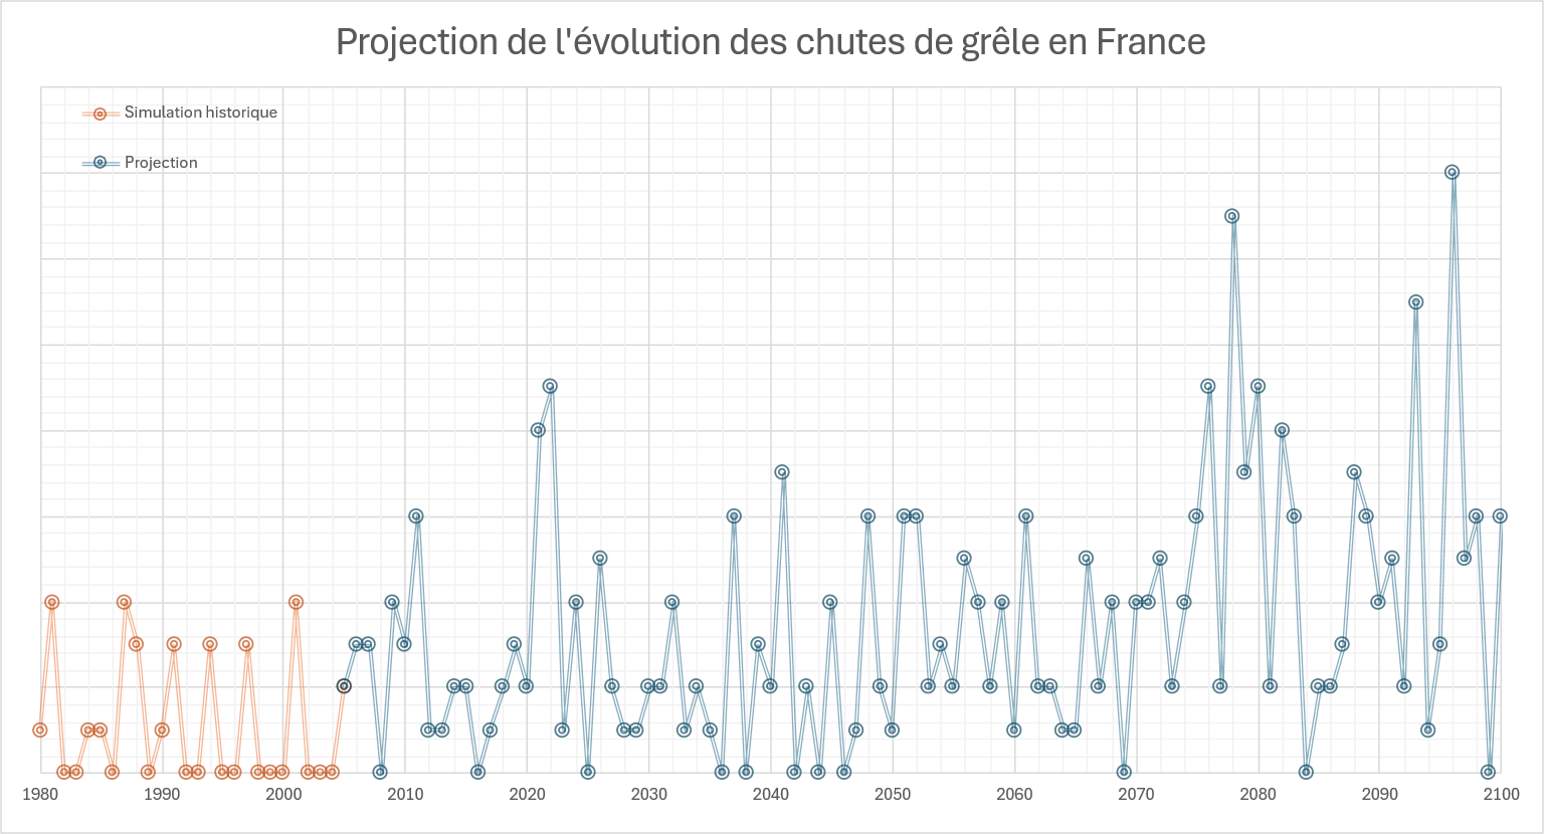 Projection de l'évolution des chutes de grêle en France
Simulation historique
Projection
1980 1990 2000 2010 2020 2030 2040 2050 2060 2070 2080 2090 2100